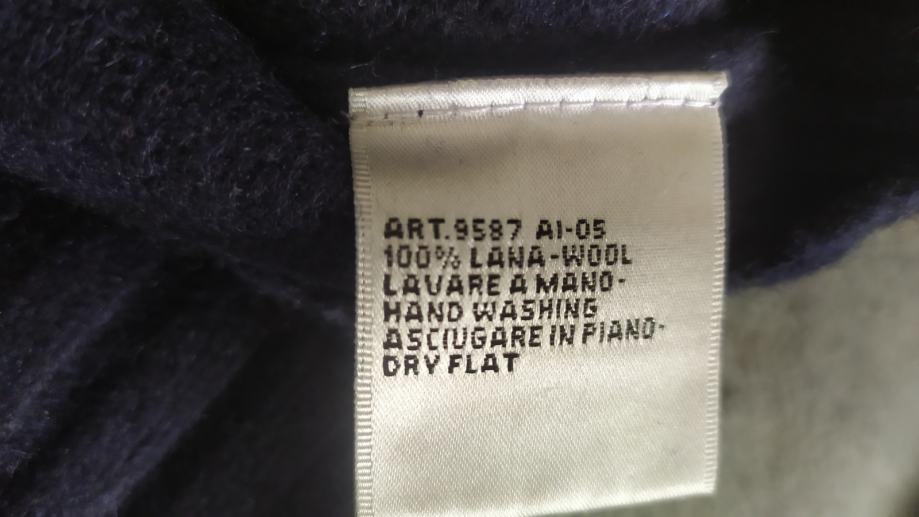 ART.9587 AI-05
100% LANA-WOOL
LAVARE A MANO-
HAND WASHING
ASCIUGARE IN PIANO-
DRY FLAT